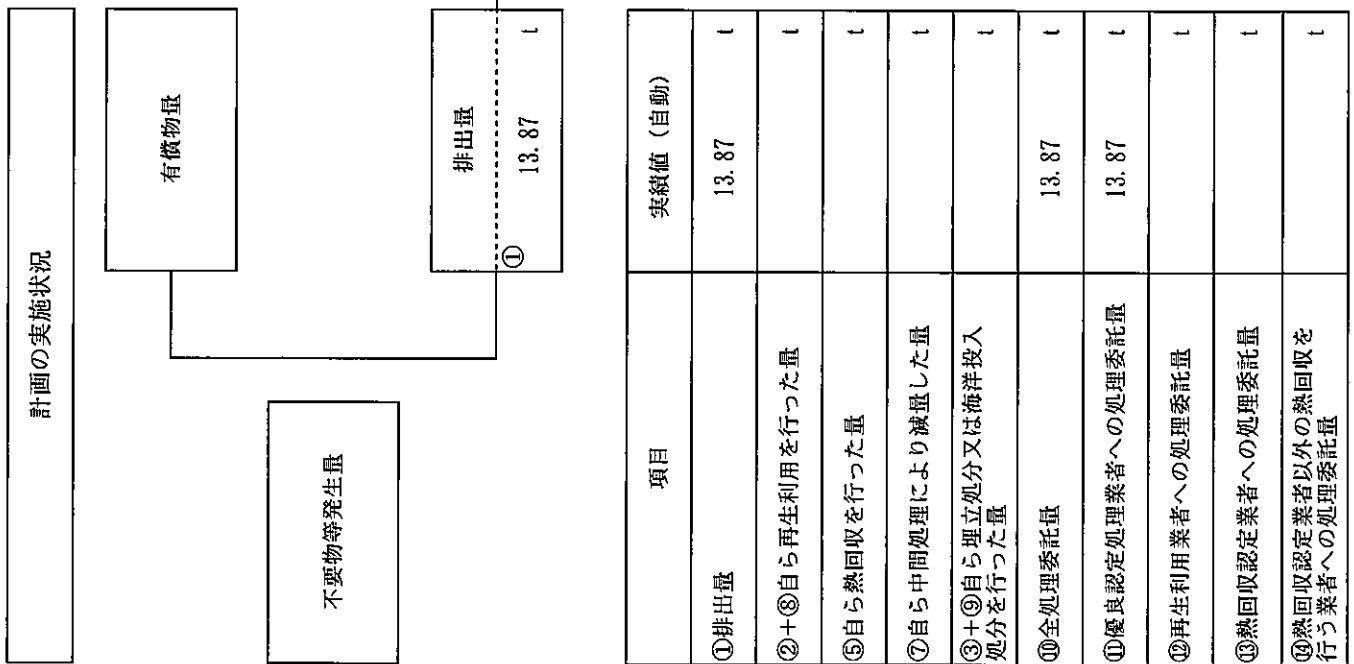 計画の実施状況
不要物等発生量
有償物量
排出量
①
13.87 t
項目 実績値（自動）
①排出量 13.87 t
②+⑧自ら再生利用を行った量 t
⑤自ら熱回収を行った量 t
⑦自ら中間処理により減量した量 t
③+⑨自ら埋立処分又は海洋投入
処分を行った量 t
⑩全処理委託量 13.87 t
⑪優良認定処理業者への処理委託量 13.87 t
⑫再生利用業者への処理委託量 t
⑬熱回収認定業者への処理委託量 t
⑭熱回収認定業者以外の熱回収を
行う業者への処理委託量 t